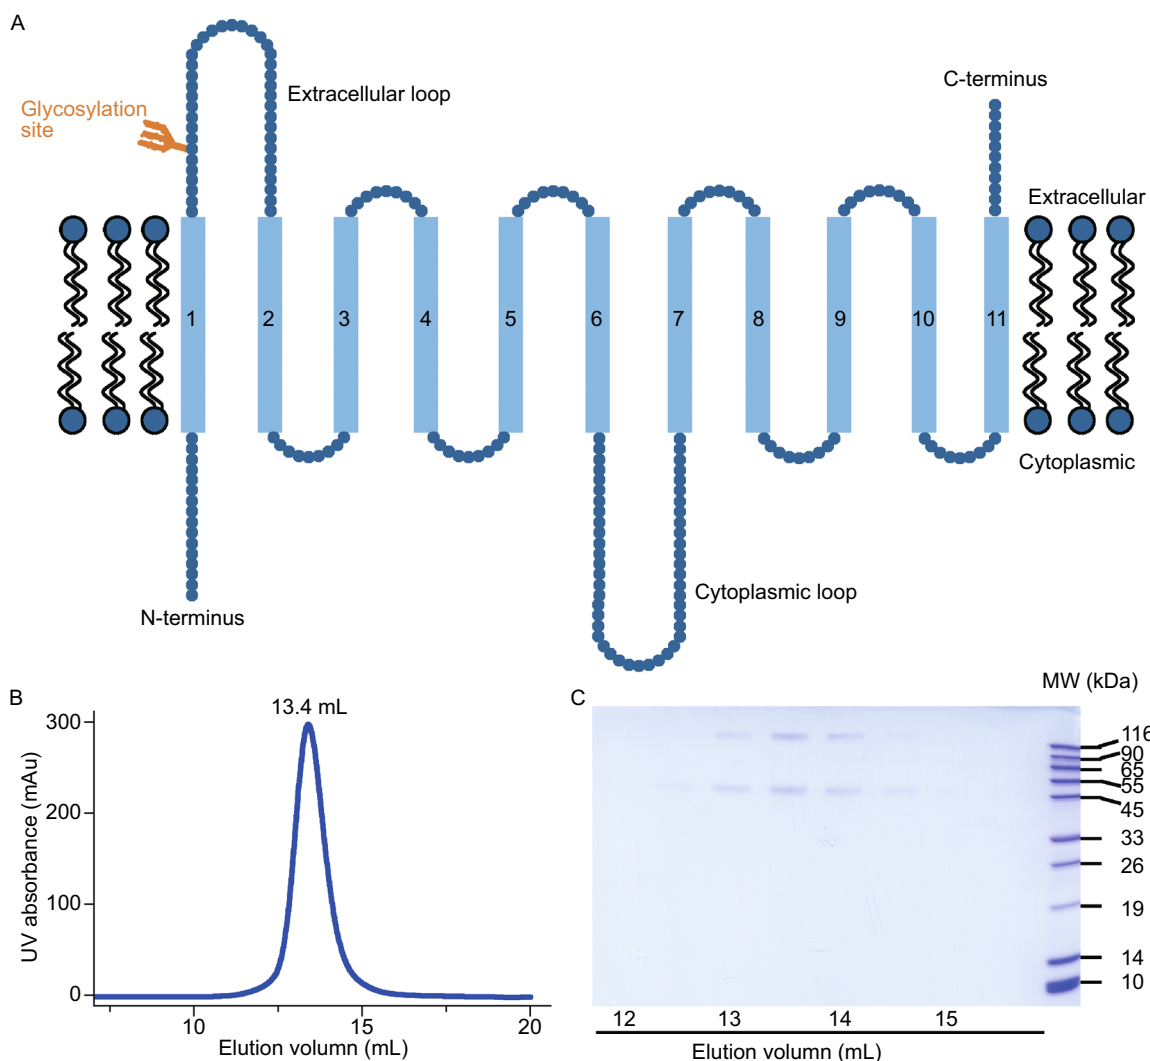 A
Extracellular loop
C-terminus
Glycosylation
site
Extracellular
1
2
3
4
5
6
7
8
9
10
11
Cytoplasmic
N-terminus
Cytoplasmic loop
B
13.4 mL
300
200
100
0
UV absorbance (mAu)
10
15
20
Elution volumn (mL)
C
MW (kDa)
116
90
65
55
45
33
26
19
14
10
12
13
14
15
Elution volumn (mL)